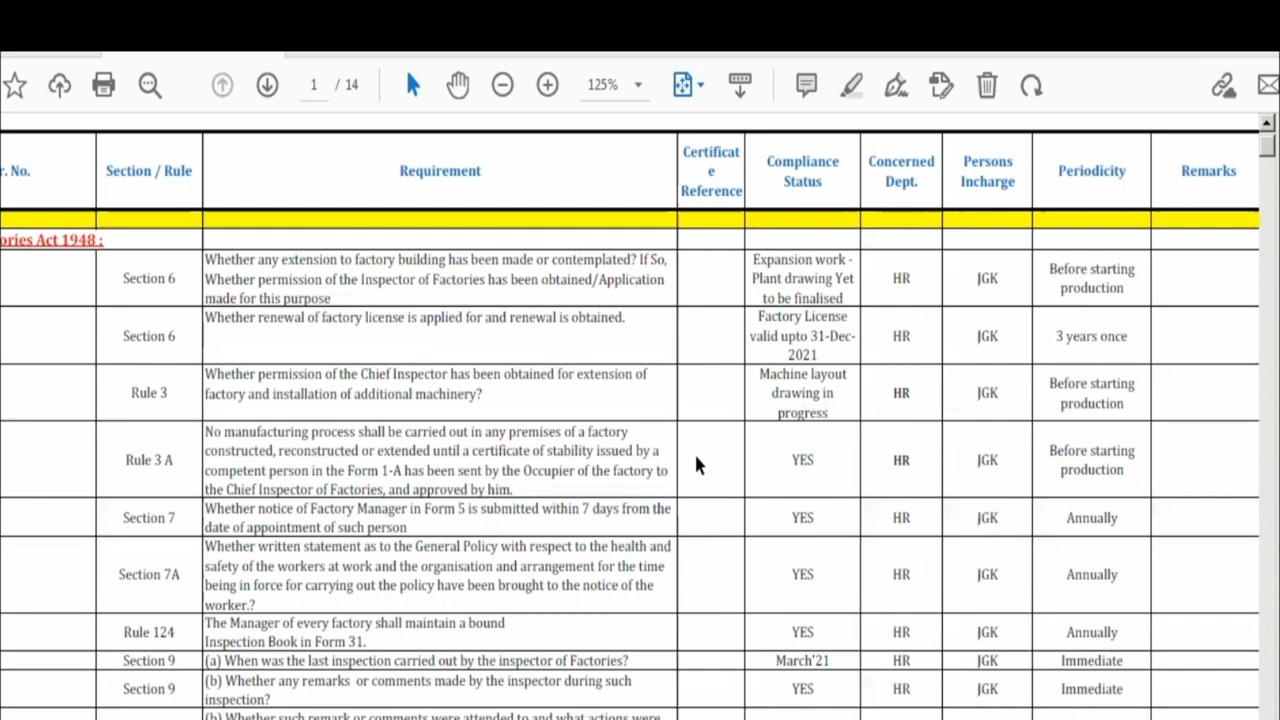 1 / 14
125%
r. No.
Section / Rule
Requirement
Certificat
e
Reference
Compliance
Status
Concerned
Dept.
Persons
Incharge
Periodicity
Remarks
ories Act 1948 :
Section 6
Whether any extension to factory building has been made or contemplated? If So,
Whether permission of the Inspector of Factories has been obtained/Application
made for this purpose
Expansion work -
Plant drawing Yet
to be finalised
HR
JGK
Before starting
production
Section 6
Whether renewal of factory license is applied for and renewal is obtained.
Factory License
valid upto 31-Dec-
2021
HR
JGK
3 years once
Rule 3
Whether permission of the Chief Inspector has been obtained for extension of
factory and installation of additional machinery?
Machine layout
drawing in
progress
HR
JGK
Before starting
production
Rule 3 A
No manufacturing process shall be carried out in any premises of a factory
constructed, reconstructed or extended until a certificate of stability issued by a
competent person in the Form 1-A has been sent by the Occupier of the factory to
the Chief Inspector of Factories, and approved by him.
YES
HR
JGK
Before starting
production
Section 7
Whether notice of Factory Manager in Form 5 is submitted within 7 days from the
date of appointment of such person
YES
HR
JGK
Annually
Section 7A
Whether written statement as to the General Policy with respect to the health and
safety of the workers at work and the organisation and arrangement for the time
being in force for carrying out the policy have been brought to the notice of the
worker.?
YES
HR
JGK
Annually
Rule 124
The Manager of every factory shall maintain a bound
Inspection Book in Form 31.
YES
HR
JGK
Annually
Section 9
(a) When was the last inspection carried out by the inspector of Factories?
March'21
HR
JGK
Immediate
Section 9
(b) Whether any remarks or comments made by the inspector during such
inspection?
YES
HR
JGK
Immediate
(b) Whether such remark or comments were attended to and what actions were